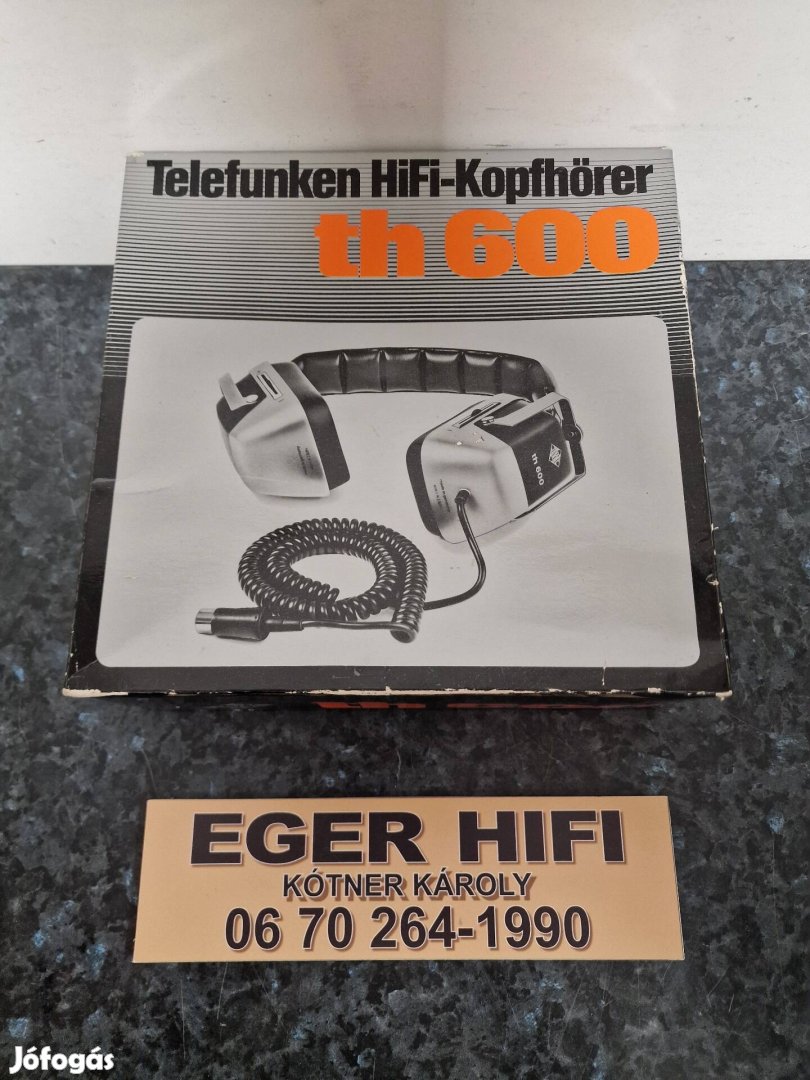 Telefunken HiFi-Kopfhörer
th 600
th 600
EGER HIFI
KÓTNER KÁROLY
06 70 264-1990
Jófogás